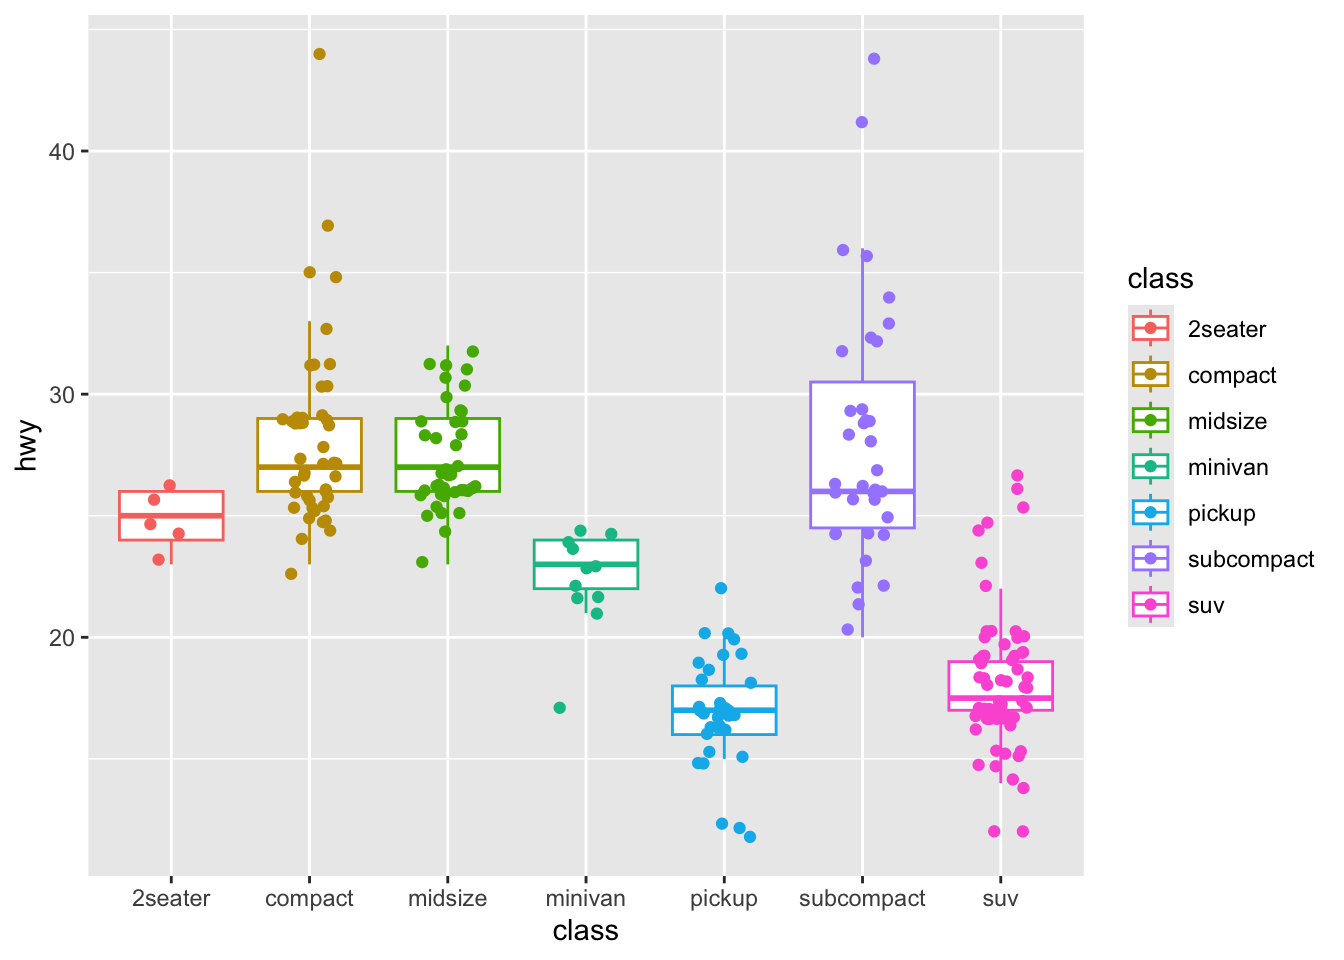 hwy
40
30
20
2seater compact midsize minivan pickup subcompact suv
class
class
2seater
compact
midsize
minivan
pickup
subcompact
suv